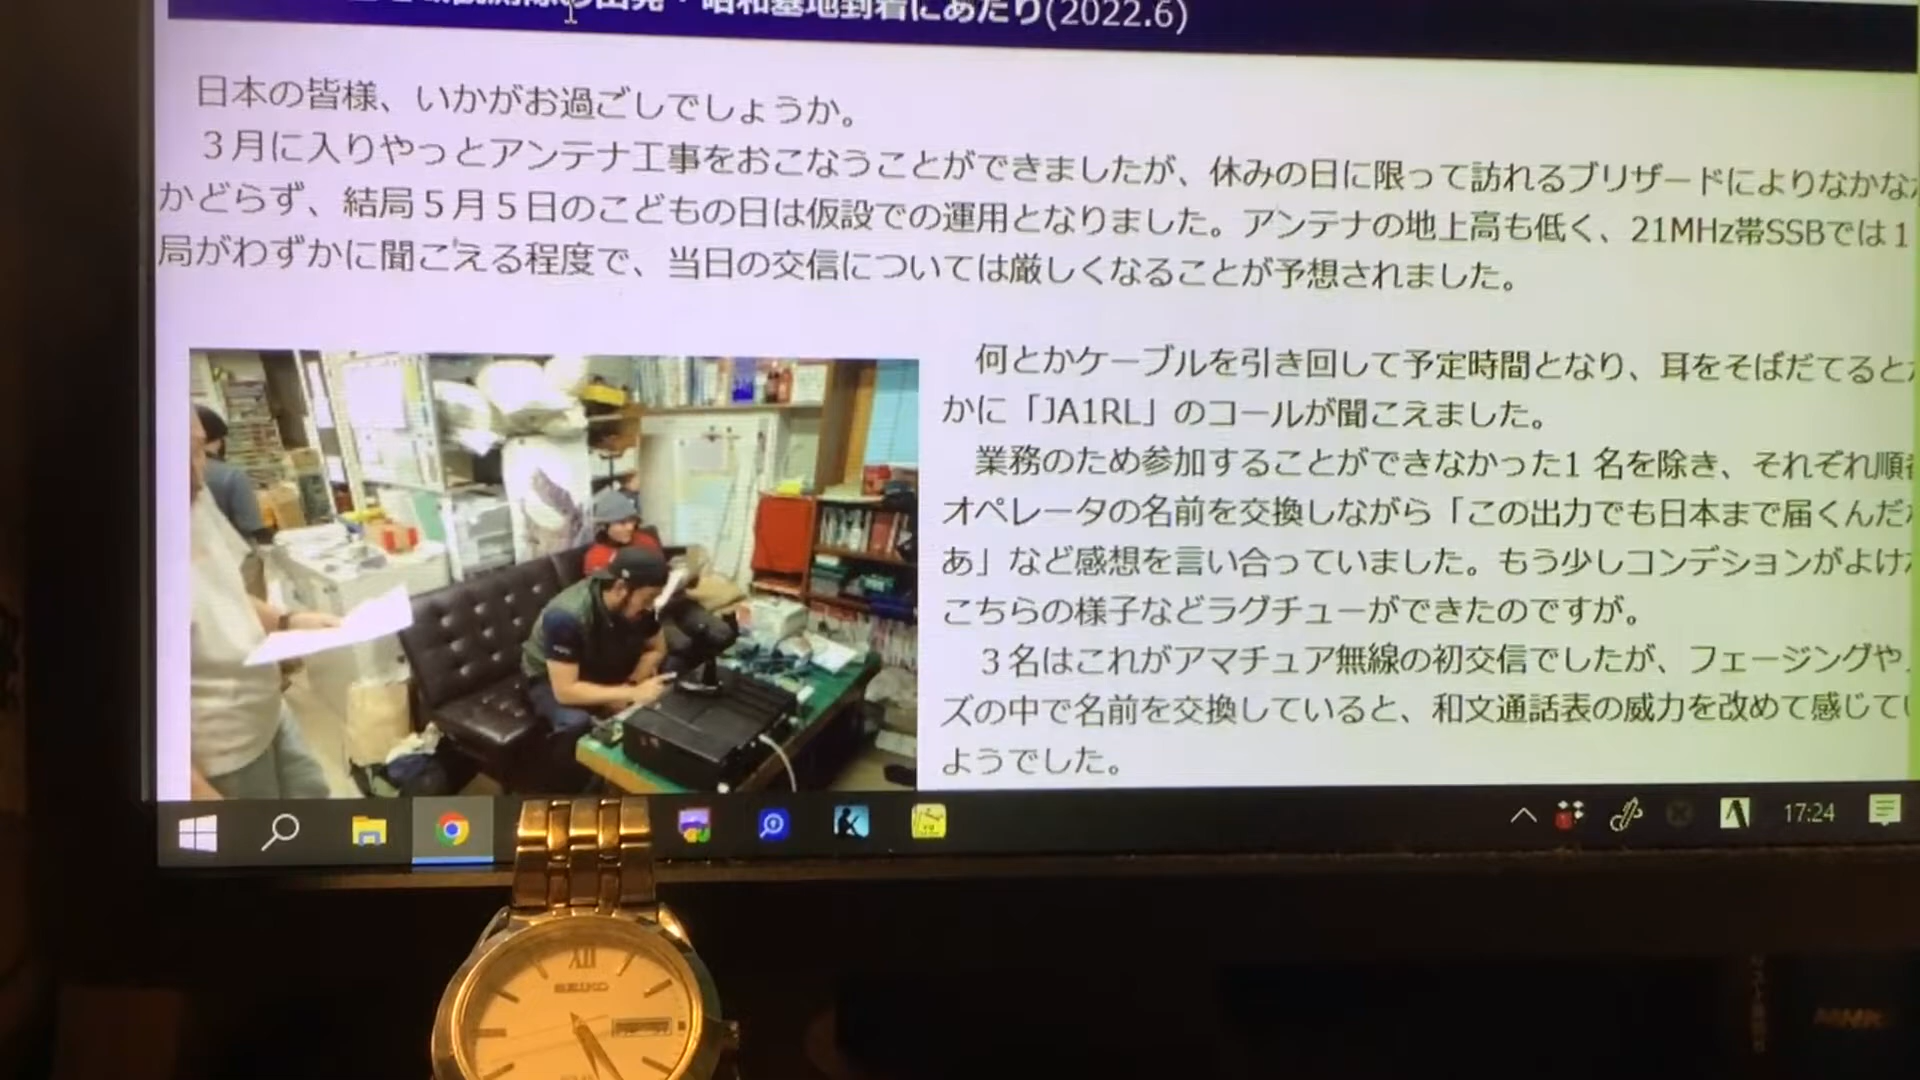 の出発・昭和基地到着にあたり(2022.6)
日本の皆様、いかがお過ごしでしょうか。
３月に入りやっとアンテナ工事をおこなうことができましたが、休みの日に限って訪れるブリザードによりなかな
かどらず、結局５月５日のこどもの日は仮設での運用となりました。アンテナの地上高も低く、21MHz帯SSBでは１
局がわずかに聞こえる程度で、当日の交信については厳しくなることが予想されました。
何とかケーブルを引き回して予定時間となり、耳をそばだてると
かに「JA1RL」のコールが聞こえました。
業務のため参加することができなかった1 名を除き、それぞれ順
オペレータの名前を交換しながら「この出力でも日本まで届くんだ
あ」など感想を言い合っていました。もう少しコンデションがよけ
こちらの様子などラグチューができたのですが。
３名はこれがアマチュア無線の初交信でしたが、フェージングや
ズの中で名前を交換していると、和文通話表の威力を改めて感じてい
ようでした。
17:24
XII
SEIKO